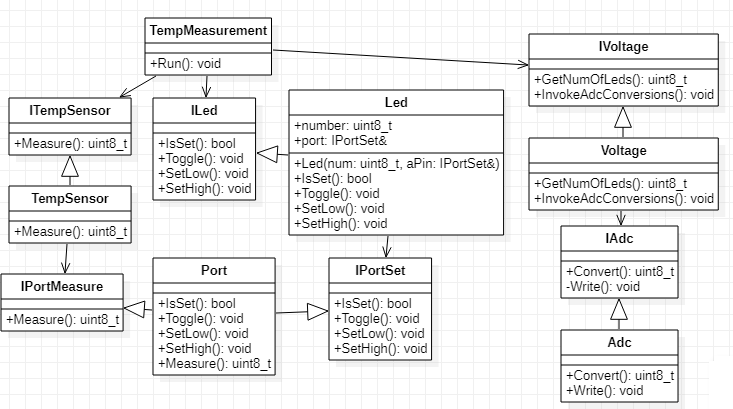 TempMeasurement
+Run(): void
IVoltage
+GetNumOfLeds(): uint8_t
+InvokeAdcConversions(): void
ITempSensor
+Measure(): uint8_t
ILed
+IsSet(): bool
+Toggle(): void
+SetLow(): void
+SetHigh(): void
Led
+number: uint8_t
+port: IPortSet&
+Led(num: uint8_t, aPin: IPortSet&)
+IsSet(): bool
+Toggle(): void
+SetLow(): void
+SetHigh(): void
Voltage
+GetNumOfLeds(): uint8_t
+InvokeAdcConversions(): void
TempSensor
+Measure(): uint8_t
IAdc
+Convert(): uint8_t
-Write(): void
IPortMeasure
+Measure(): uint8_t
Port
+IsSet(): bool
+Toggle(): void
+SetLow(): void
+SetHigh(): void
+Measure(): uint8_t
IPortSet
+IsSet(): bool
+Toggle(): void
+SetLow(): void
+SetHigh(): void
Adc
+Convert(): uint8_t
+Write(): void